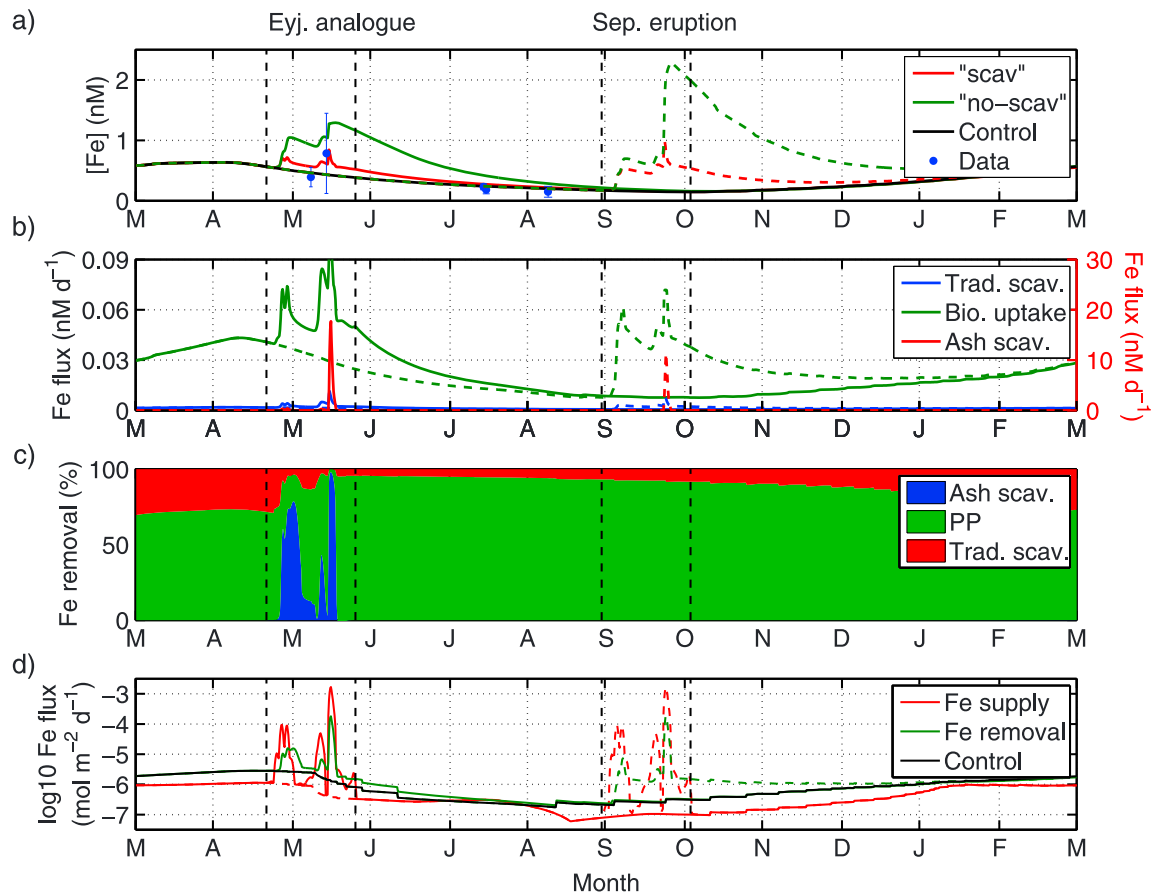 a)
Eyj. analogue Sep. eruption
[Fe] (nM)
2
1
0
"scav"
"no−scav"
Control
Data
M A M J J A S O N D J F M
b)
Fe flux (nM d−1)
0.09
0.06
0.03
0
Trad. scav.
Bio. uptake
Ash scav.
30
20
10
0
Fe flux (nM d−1)
M A M J J A S O N D J F M
c)
Fe removal (%)
100
50
0
Ash scav.
PP
Trad. scav.
M A M J J A S O N D J F M
d)
log10 Fe flux
(mol m−2 d−1)
−3
−4
−5
−6
−7
Fe supply
Fe removal
Control
M A M J J A S O N D J F M
Month